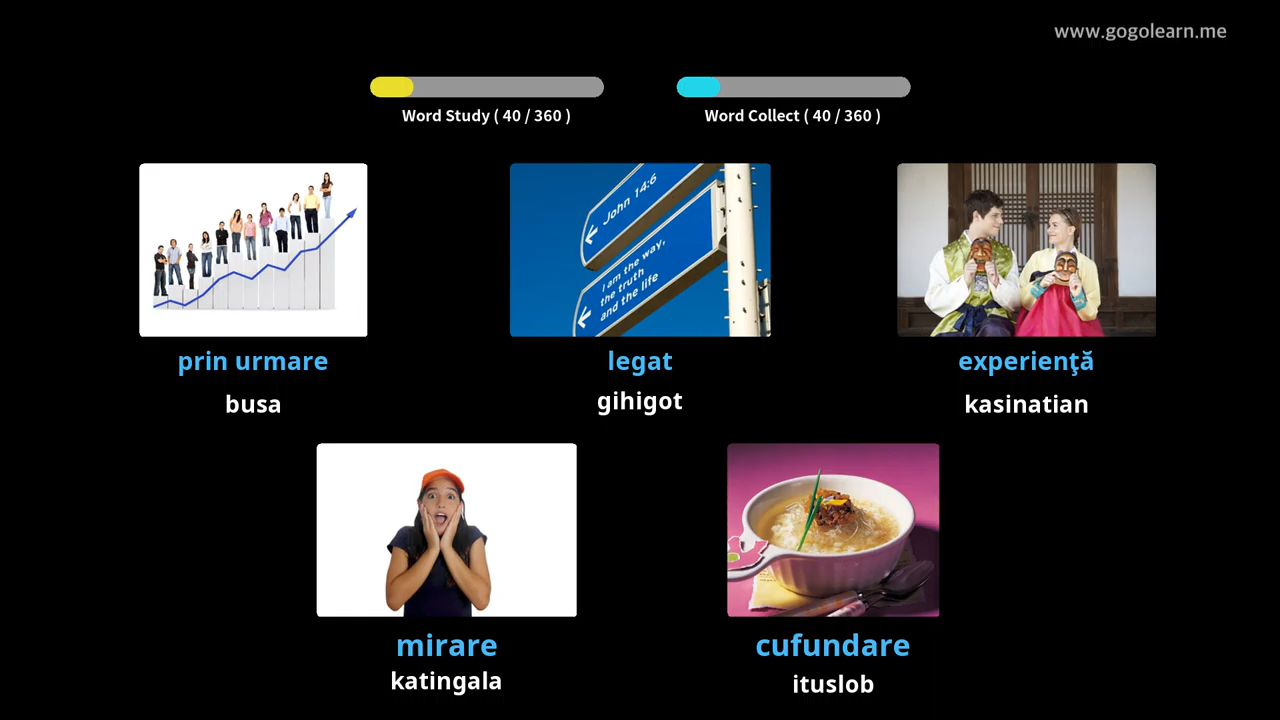 www.gogolearn.me
Word Study ( 40 / 360 )
Word Collect ( 40 / 360 )
John 14:6
I am the way,
the truth
and the life
prin urmare
busa
legat
gihigot
experienţă
kasinatian
mirare
katingala
cufundare
ituslob